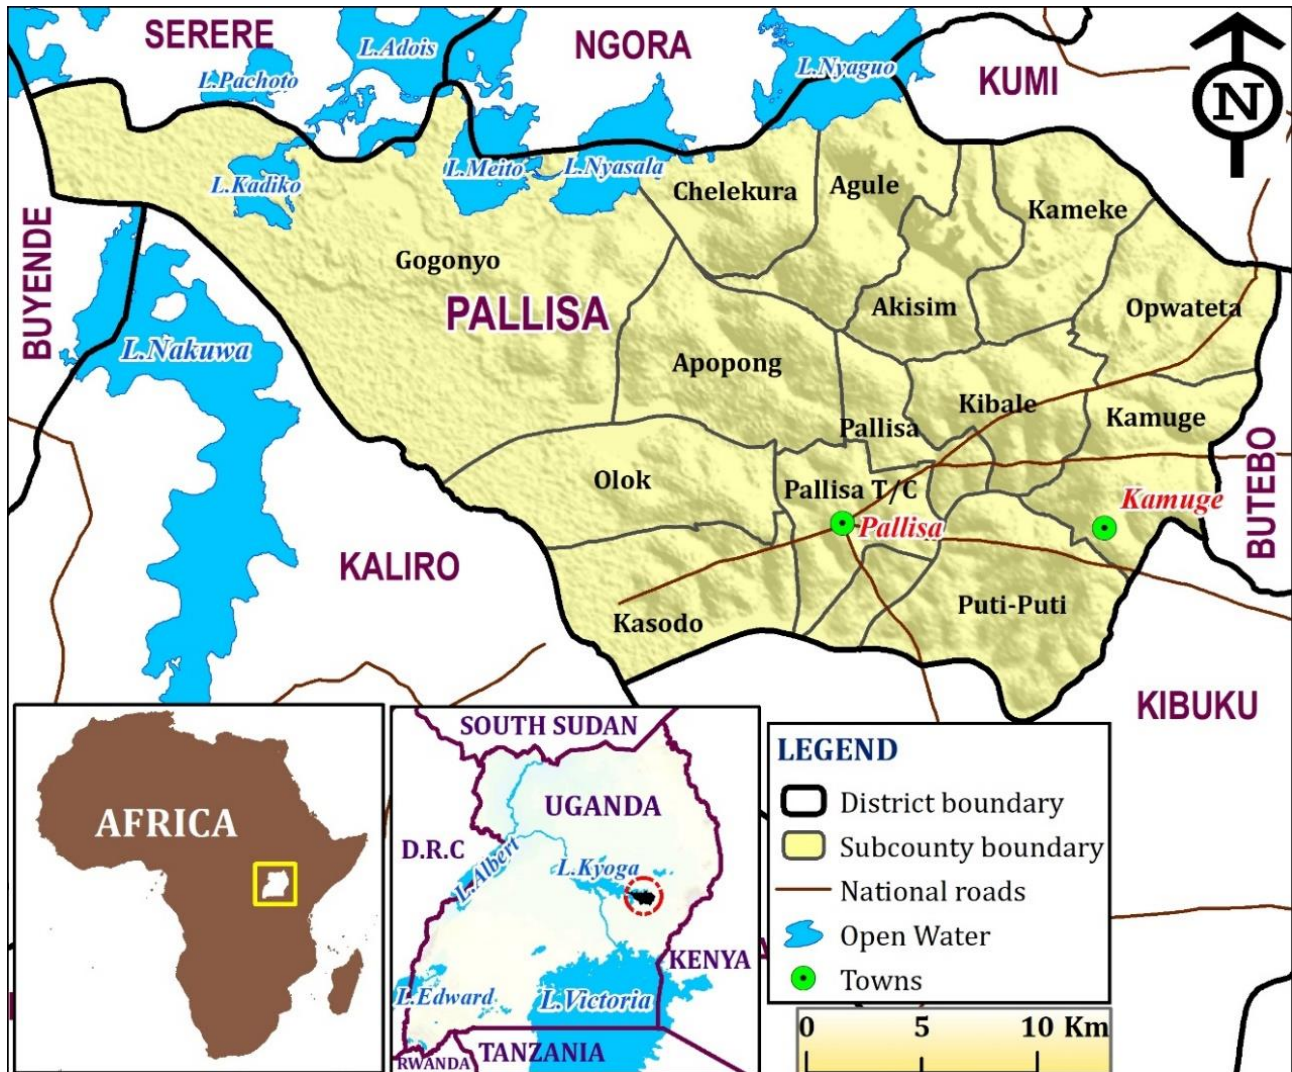 SERERE
L.Adois
NGORA
L.Nyaguo
KUMI
L.Pachoto
N
L.Kadiko
L.Meito
L.Nyasala
Chelekura
Agule
Kameke
BUYENDE
Gogonyo
PALLISA
Akisim
Opwateta
L.Nakuwa
Apopong
Kibale
Pallisa
Kamuge
Olok
Pallisa T/C
Kamuge
Pallisa
BUTEBO
KALIRO
Kasodo
Puti-Puti
KIBUKU
AFRICA
SOUTH SUDAN
UGANDA
D.R.C
L.Albert
L.Kyoga
KENYA
L.Edward
L.Victoria
RWANDA
TANZANIA
LEGEND
District boundary
Subcounty boundary
National roads
Open Water
Towns
0 5 10 Km